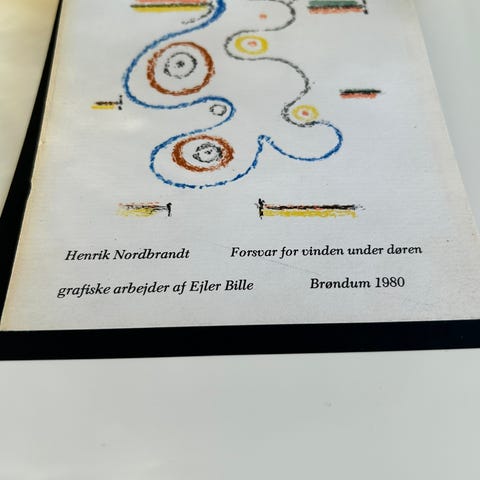 Henrik Nordbrandt Forsvar for vinden under døren
grafiske arbejder af Ejler Bille Brøndum 1980